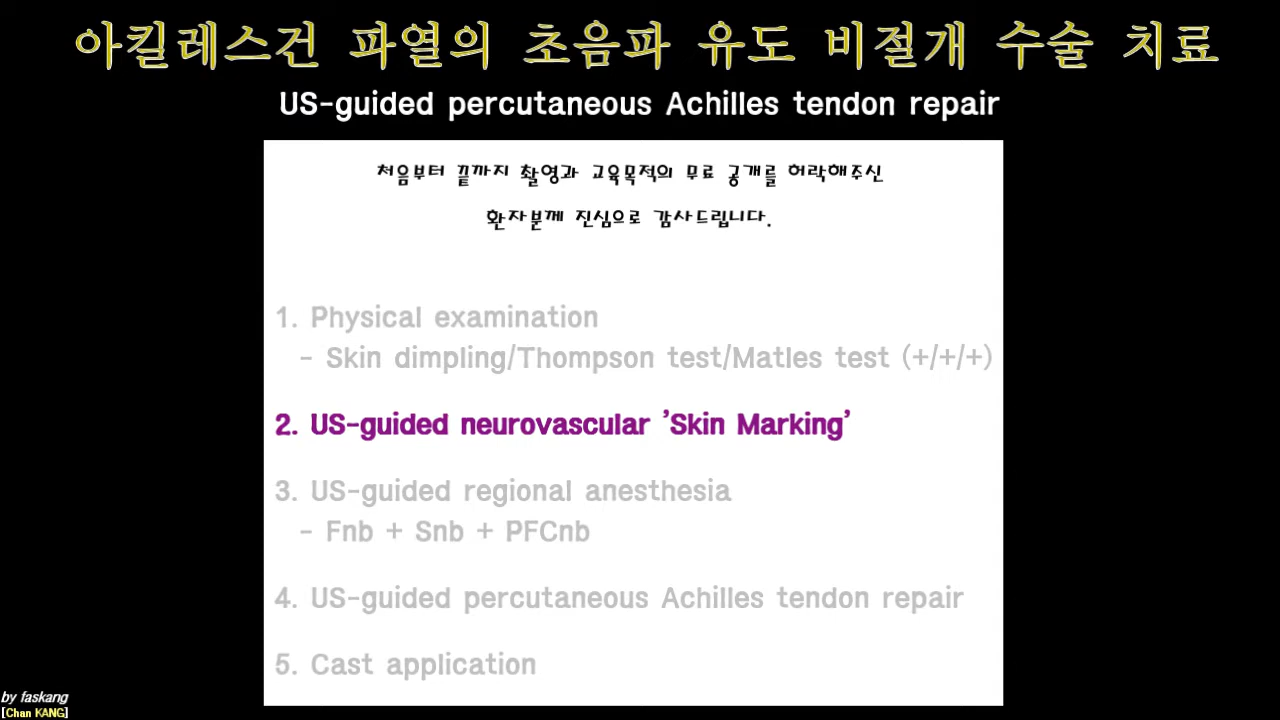 아킬레스건 파열의 초음파 유도 비절개 수술 치료
US-guided percutaneous Achilles tendon repair
처음부터 끝까지 촬영과 교육목적의 무료 공개를 허락해주신
환자분께 진심으로 감사드립니다.
1. Physical examination
- Skin dimpling/Thompson test/Matles test (+/+/+)
2. US-guided neurovascular 'Skin Marking'
3. US-guided regional anesthesia
- Fnb + Snb + PFCnb
4. US-guided percutaneous Achilles tendon repair
5. Cast application
by faskang
[Chan KANG]